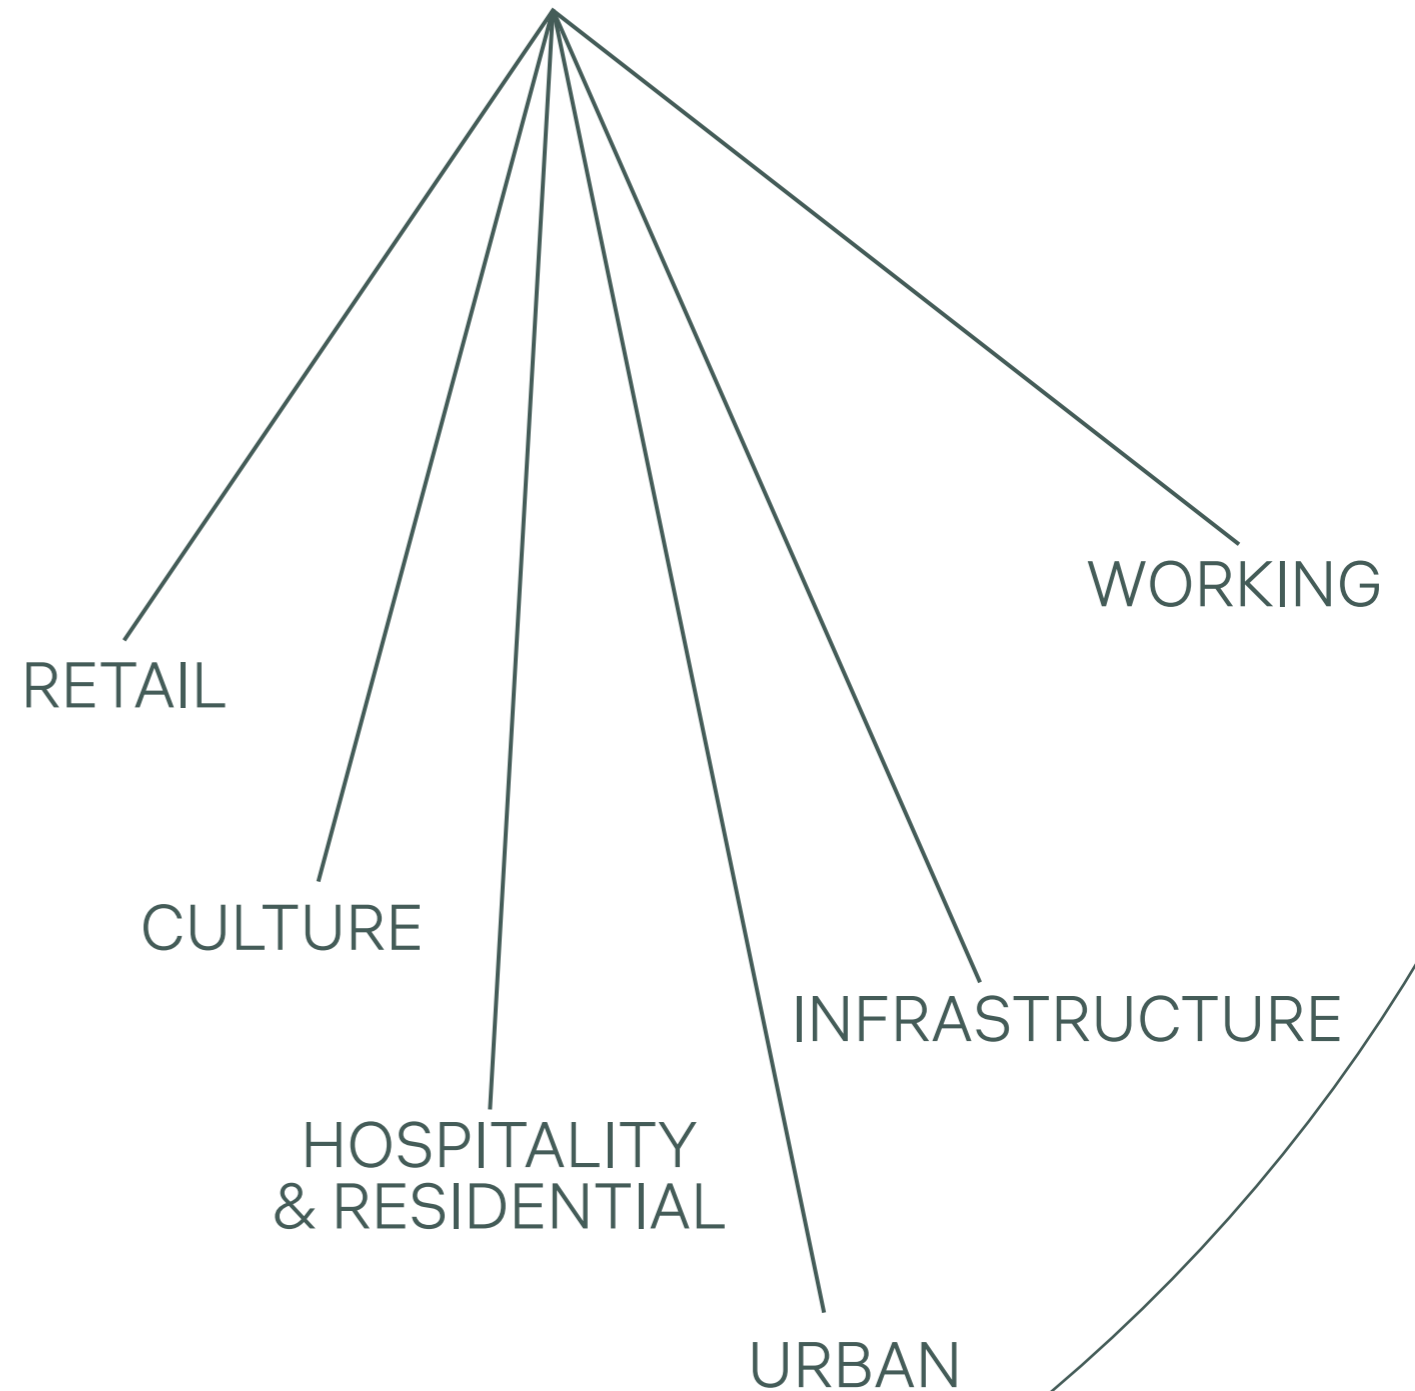 WORKING
RETAIL
CULTURE
INFRASTRUCTURE
HOSPITALITY
& RESIDENTIAL
URBAN